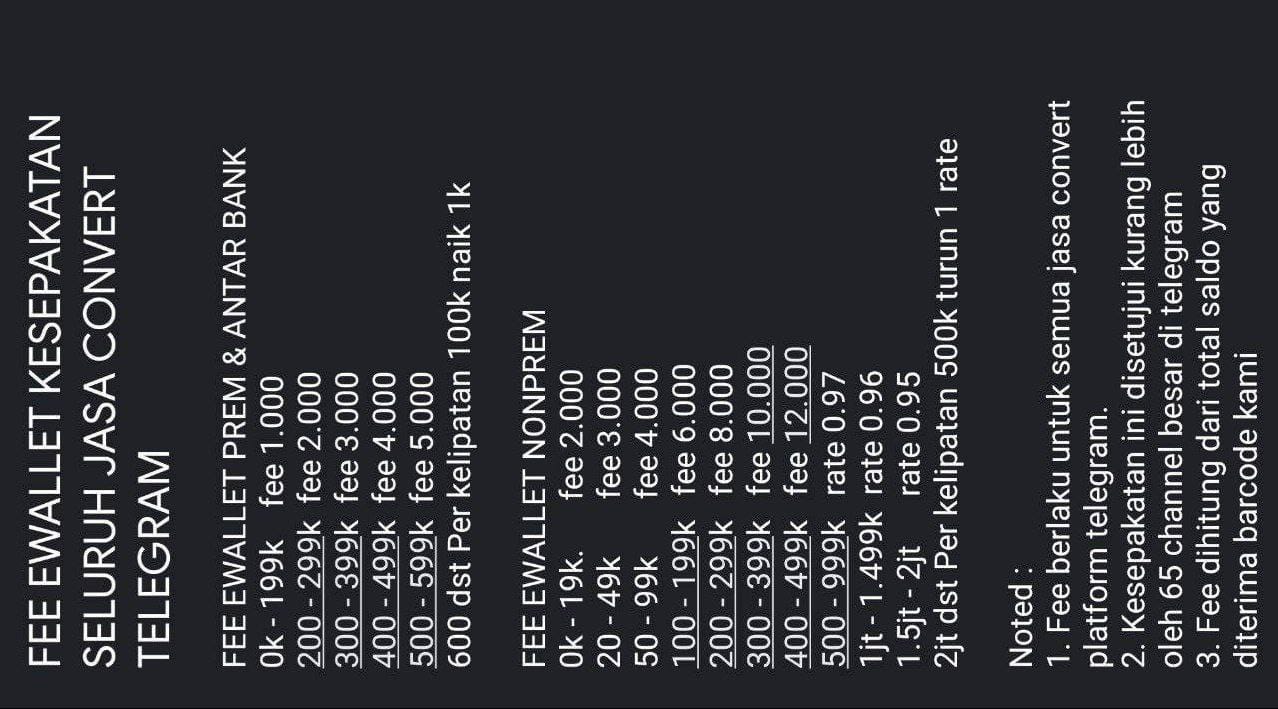 FEE EWALLET KESEPAKATAN
SELURUH JASA CONVERT
TELEGRAM
FEE EWALLET PREM & ANTAR BANK
0k - 199k fee 1.000
200 - 299k fee 2.000
300 - 399k fee 3.000
400 - 499k fee 4.000
500 - 599k fee 5.000
600 dst Per kelipatan 100k naik 1k
FEE EWALLET NONPREM
0k - 19k. fee 2.000
20 - 49k fee 3.000
50 - 99k fee 4.000
100 - 199k fee 6.000
200 - 299k fee 8.000
300 - 399k fee 10.000
400 - 499k fee 12.000
500 - 999k rate 0.97
1jt - 1.499k rate 0.96
1.5jt - 2jt rate 0.95
2jt dst Per kelipatan 500k turun 1 rate
Noted :
1. Fee berlaku untuk semua jasa convert
platform telegram.
2. Kesepakatan ini disetujui kurang lebih
oleh 65 channel besar di telegram
3. Fee dihitung dari total saldo yang
diterima barcode kami